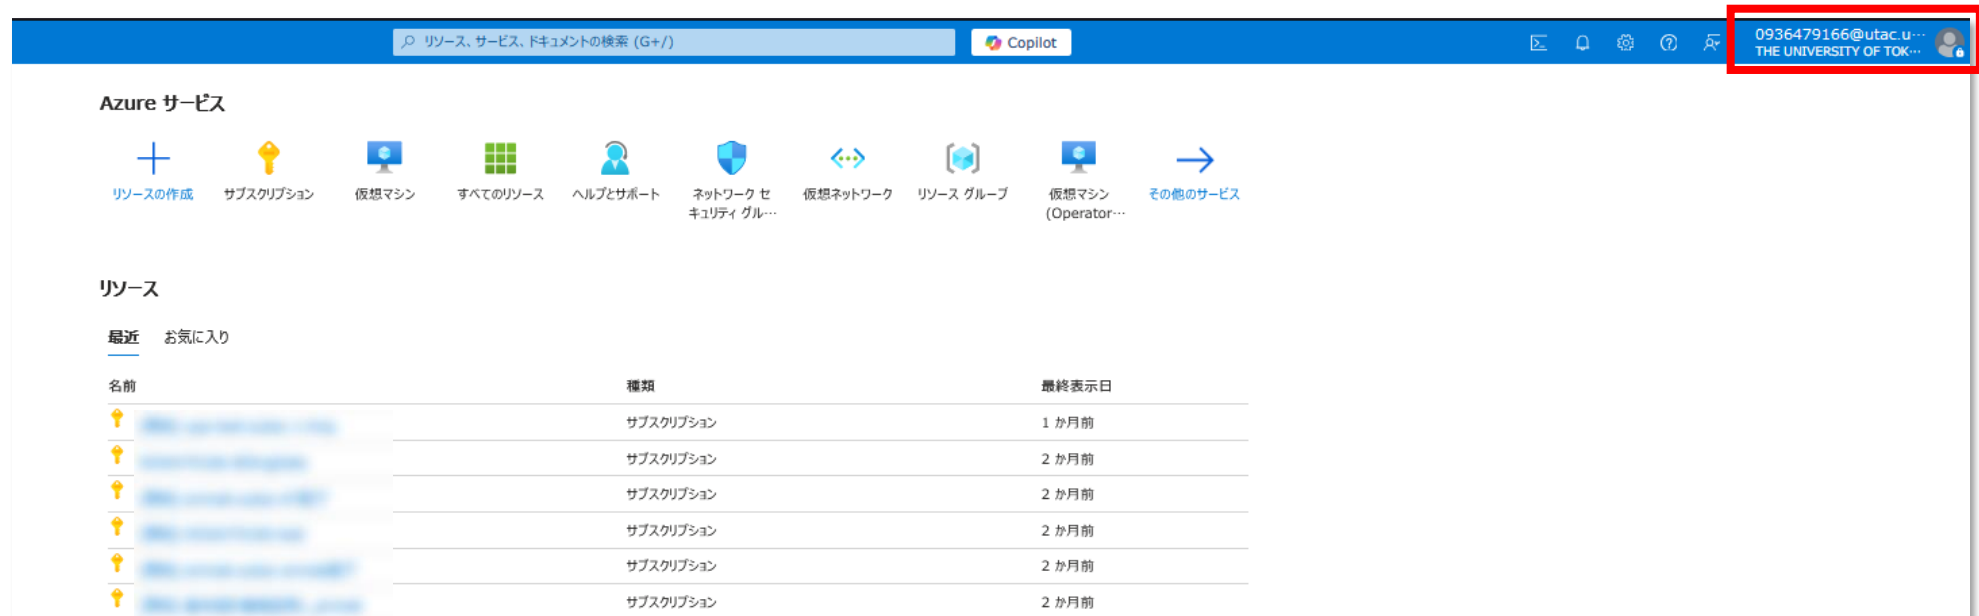 リソース、サービス、ドキュメントの検索 (G+/)
Copilot
0936479166@utac.u…
THE UNIVERSITY OF TOK…
Azure サービス
リソースの作成
サブスクリプション
仮想マシン
すべてのリソース
ヘルプとサポート
ネットワーク セ
キュリティ グル…
仮想ネットワーク
リソース グループ
仮想マシン
(Operator…
その他のサービス
リソース
最近 お気に入り
名前 種類 最終表示日
サブスクリプション 1 か月前
サブスクリプション 2 か月前
サブスクリプション 2 か月前
サブスクリプション 2 か月前
サブスクリプション 2 か月前
サブスクリプション 2 か月前